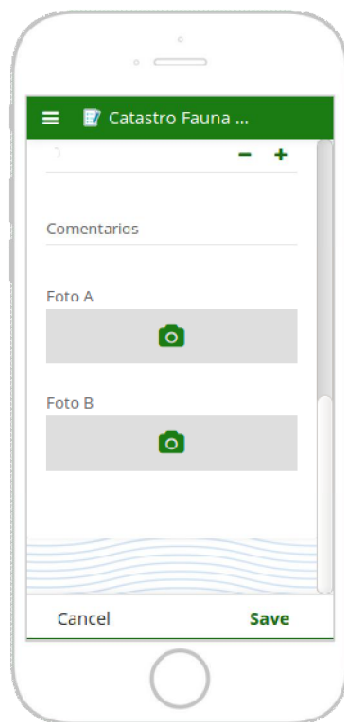 Catastro Fauna ...
Comentarios
Foto A
Foto B
Cancel
Save